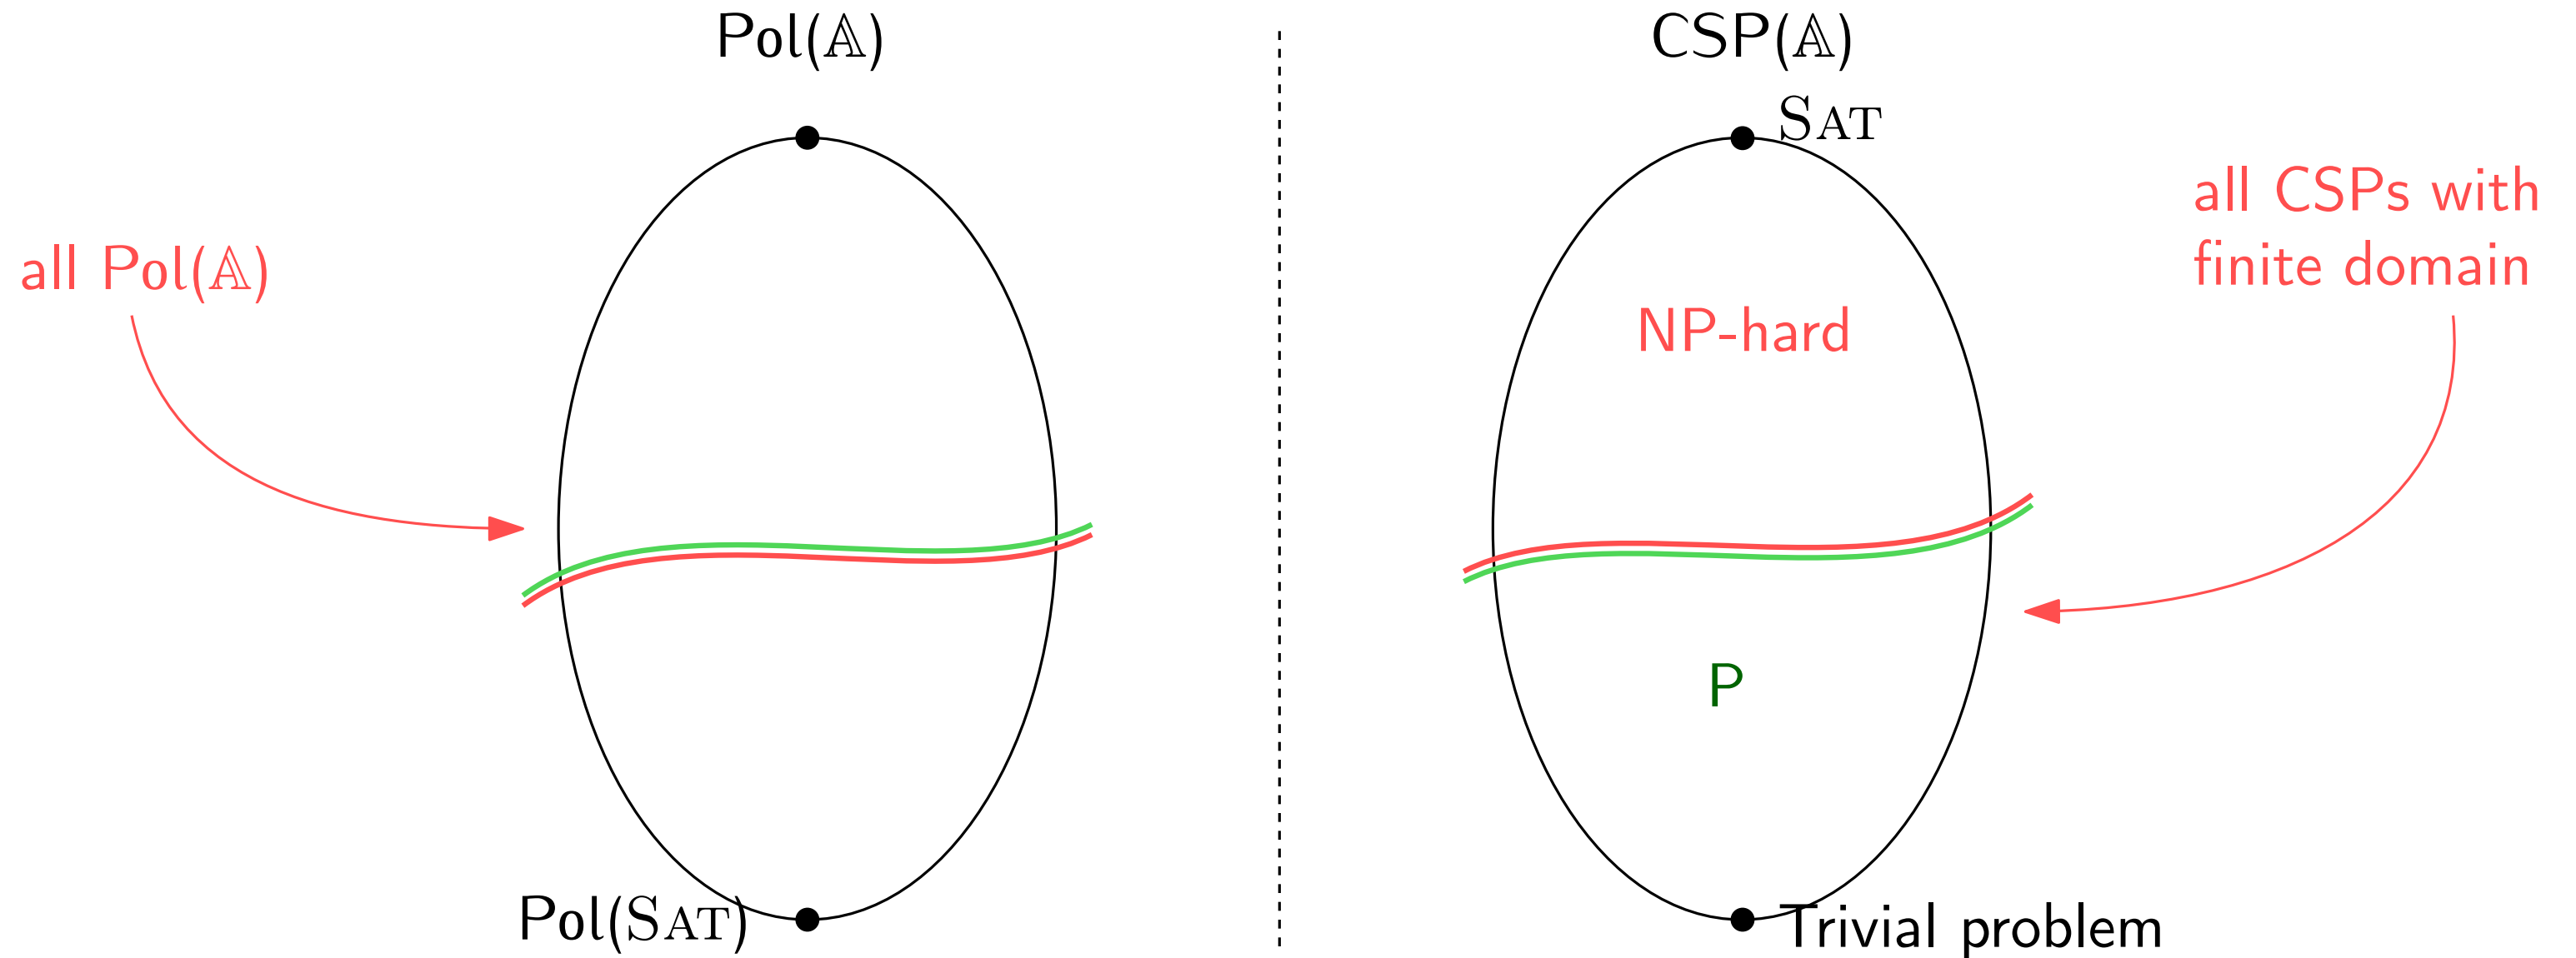 Pol(𝔸)
CSP(𝔸)
SAT
all Pol(𝔸)
all CSPs with
finite domain
NP-hard
P
Pol(SAT)
Trivial problem